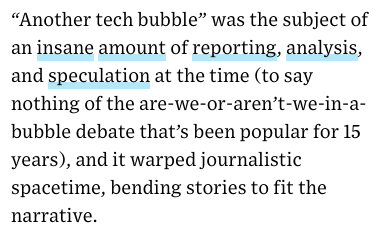 “Another tech bubble” was the subject of
an insane amount of reporting, analysis,
and speculation at the time (to say
nothing of the are-we-or-aren’t-we-in-a-
bubble debate that’s been popular for 15
years), and it warped journalistic
spacetime, bending stories to fit the
narrative.